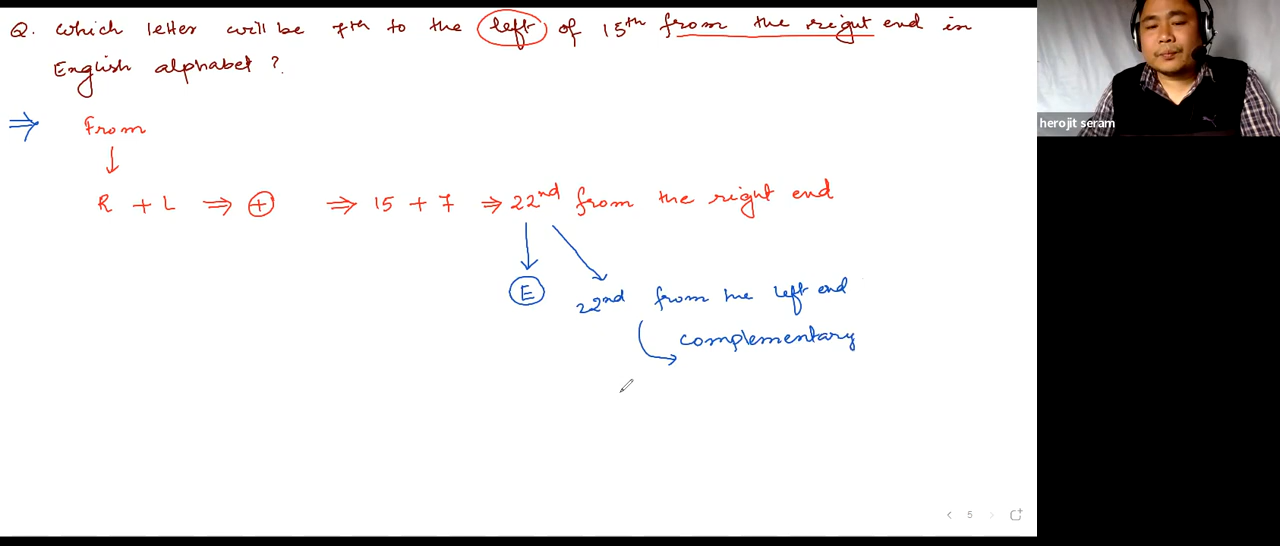 Q. Which letter will be 7th to the left of 15th from the right end in
English alphabet ?
⇒ From
↓
R + L ⇒ ⊕ ⇒ 15 + 7 ⇒ 22nd from the right end
E 22nd from the left end
complementary
herojit seram
5